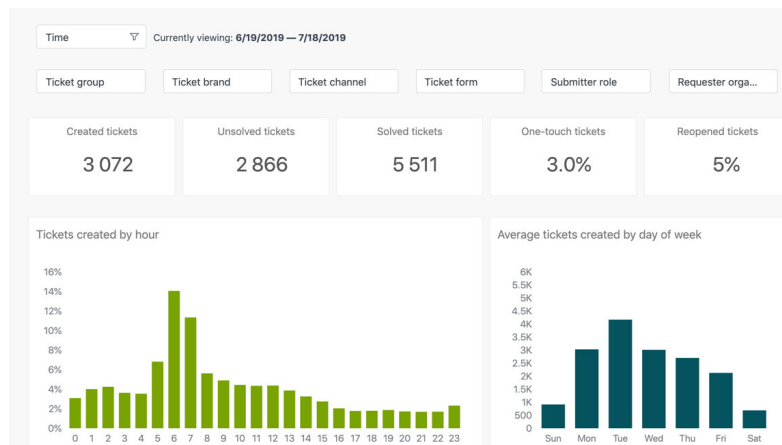 Time
Currently viewing: 6/19/2019 — 7/18/2019
Ticket group
Ticket brand
Ticket channel
Ticket form
Submitter role
Requester orga...
Created tickets
3 072
Unsolved tickets
2 866
Solved tickets
5 511
One-touch tickets
3.0%
Reopened tickets
5%
Tickets created by hour
16%
14%
12%
10%
8%
6%
4%
2%
0%
0 1 2 3 4 5 6 7 8 9 10 11 12 13 14 15 16 17 18 19 20 21 22 23
Average tickets created by day of week
6K
5.5K
5K
4.5K
4K
3.5K
3K
2.5K
2K
1.5K
1K
500
0
Sun Mon Tue Wed Thu Fri Sat